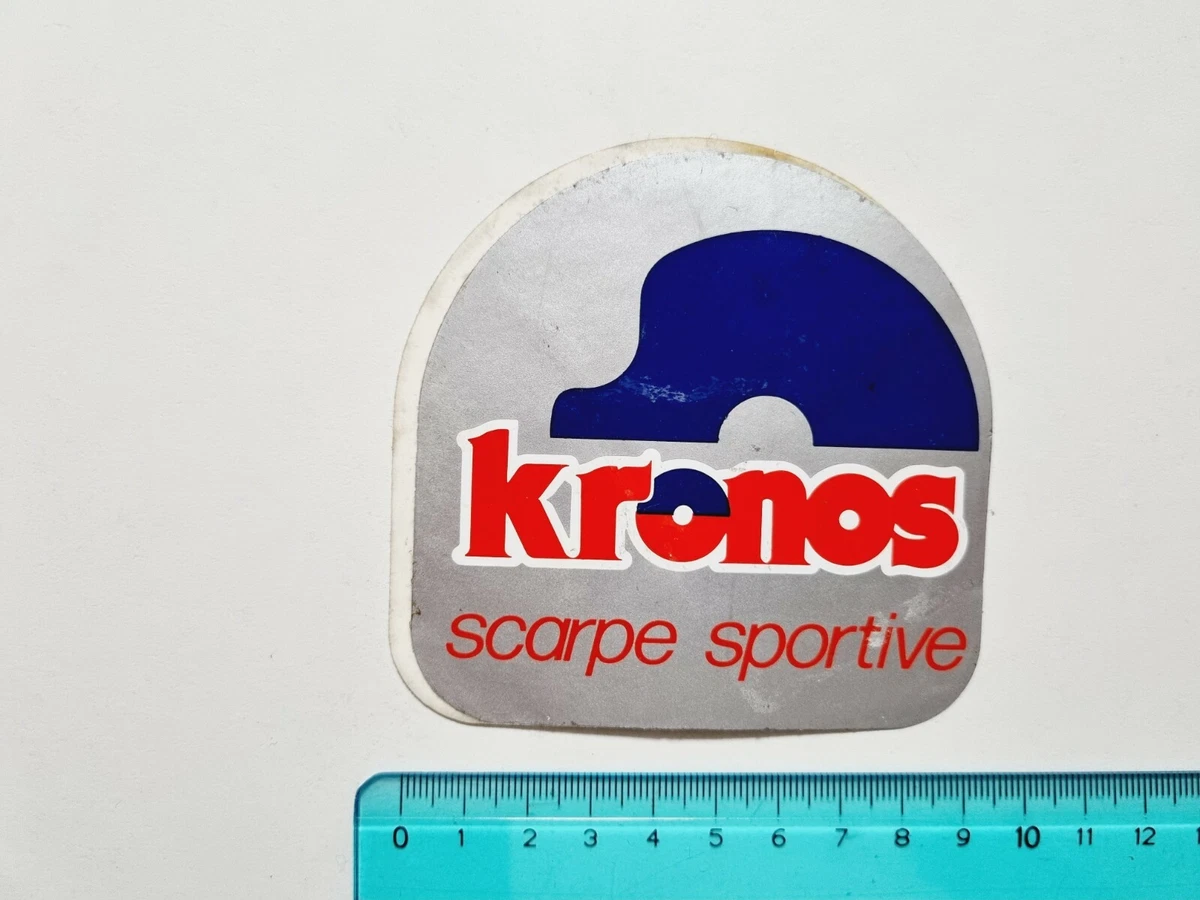 kronos
scarpe sportive
0 1 2 3 4 5 6 7 8 9 10 11 12